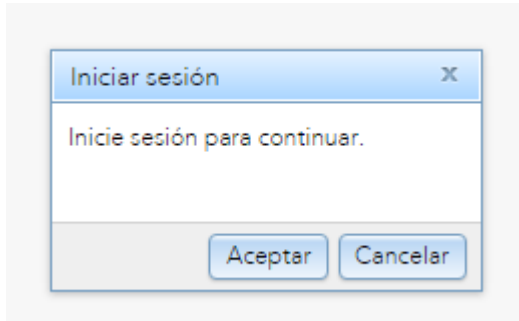 Iniciar sesión x
Inicie sesión para continuar.
Aceptar Cancelar